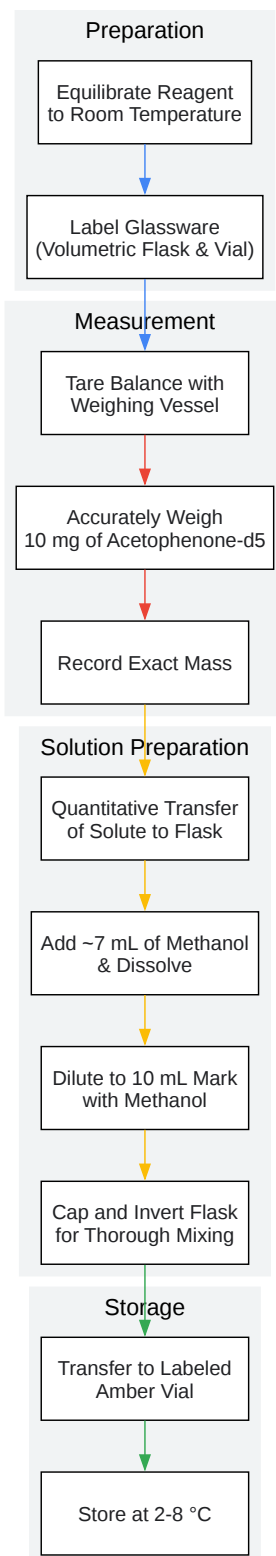 Preparation
Equilibrate Reagent
to Room Temperature
Label Glassware
(Volumetric Flask & Vial)
Measurement
Tare Balance with
Weighing Vessel
Accurately Weigh
10 mg of Acetophenone-d5
Record Exact Mass
Solution Preparation
Quantitative Transfer
of Solute to Flask
Add ~7 mL of Methanol
& Dissolve
Dilute to 10 mL Mark
with Methanol
Cap and Invert Flask
for Thorough Mixing
Storage
Transfer to Labeled
Amber Vial
Store at 2-8 °C